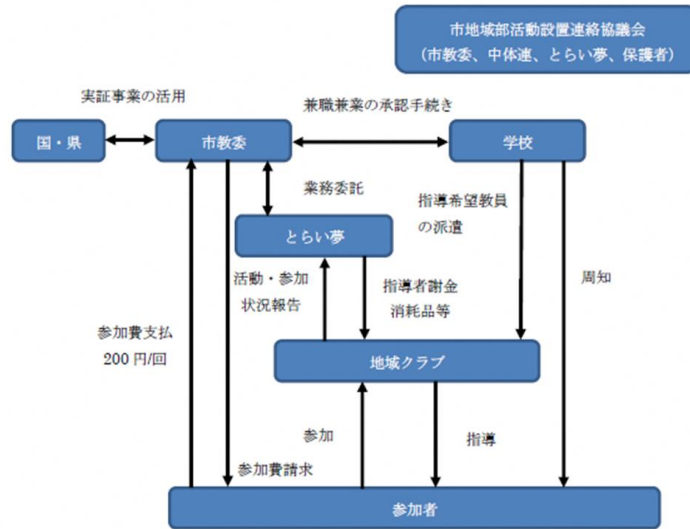 市地域部活動設置連絡協議会
（市教委、中体連、とらい夢、保護者）
実証事業の活用
兼職兼業の承認手続き
国・県
市教委
学校
業務委託
指導希望教員
の派遣
とらい夢
周知
活動・参加
状況報告
指導者謝金
消耗品等
参加費支払
200 円/回
地域クラブ
参加
指導
参加費請求
参加者